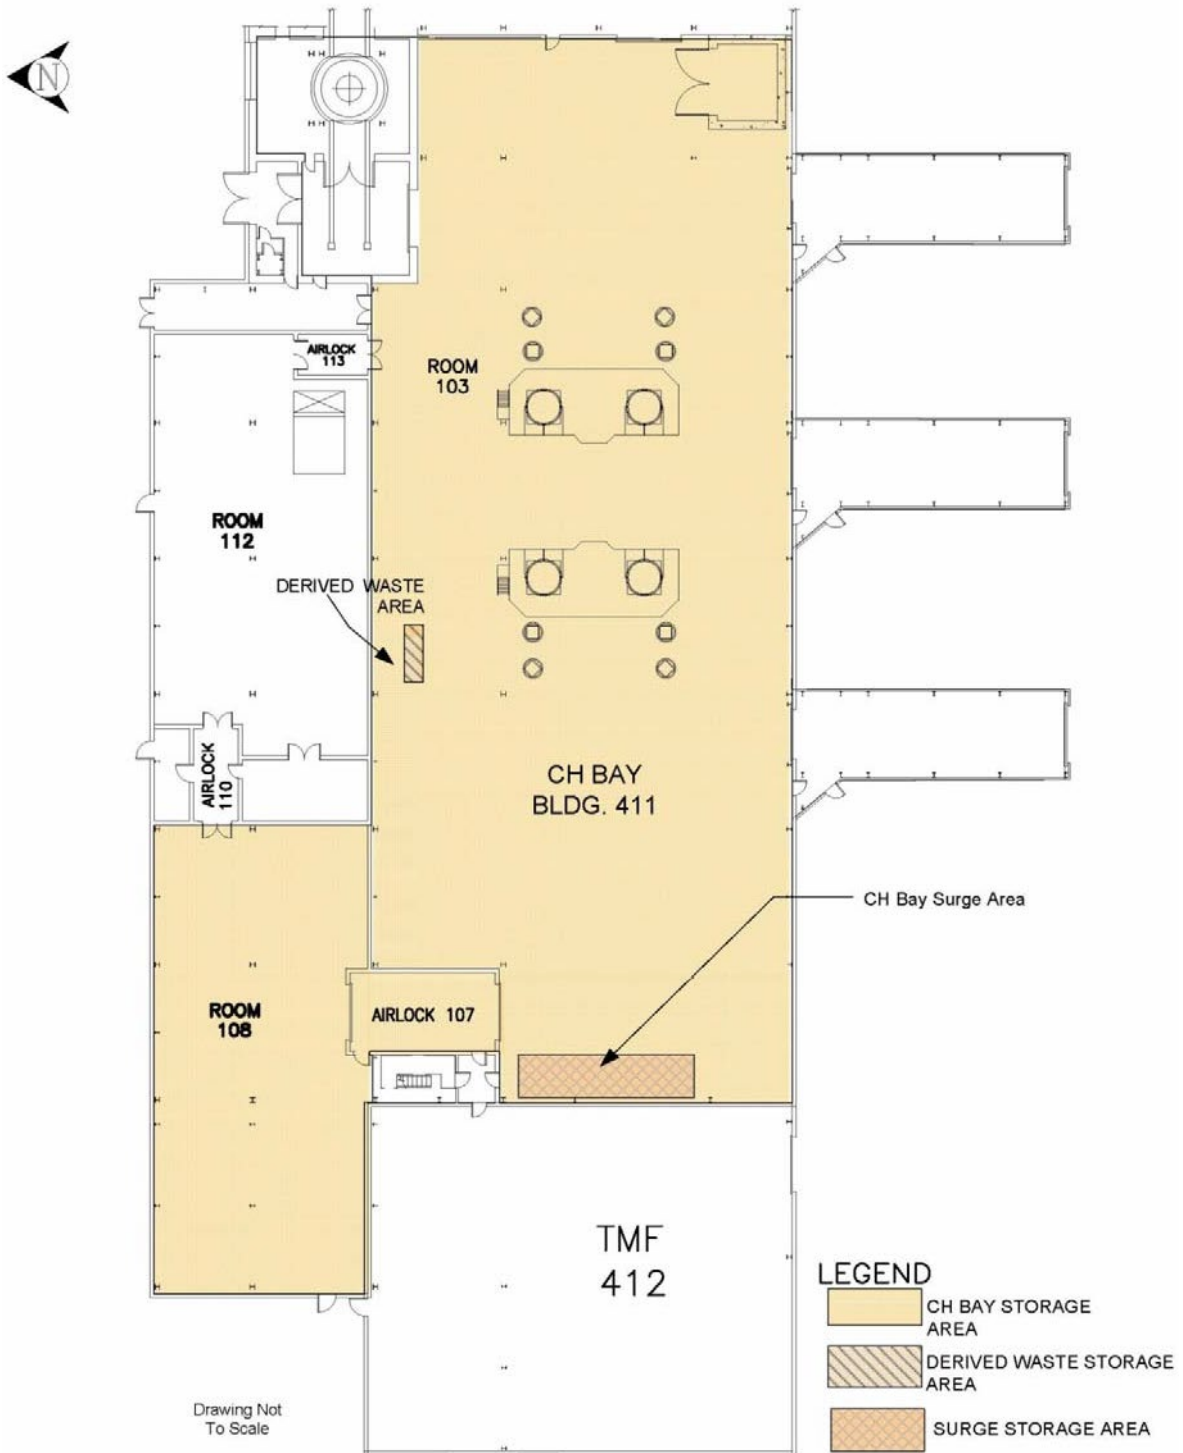 N
AIRLOCK
113
ROOM
103
ROOM
112
DERIVED WASTE
AREA
AIRLOCK
110
CH BAY
BLDG. 411
CH Bay Surge Area
ROOM
108
AIRLOCK 107
TMF
412
LEGEND
CH BAY STORAGE
AREA
DERIVED WASTE STORAGE
AREA
SURGE STORAGE AREA
Drawing Not
To Scale